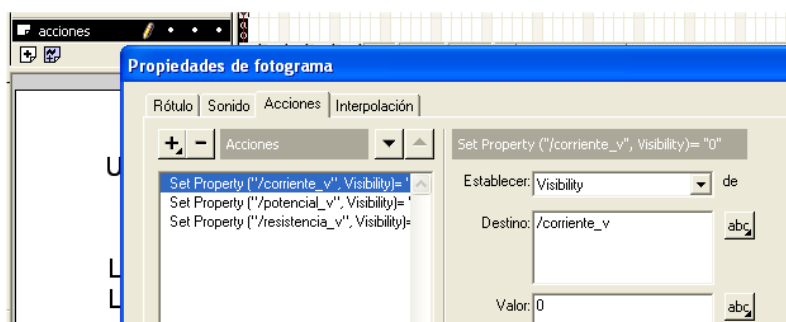 acciones
Propiedades de fotograma
Rótulo Sonido Acciones Interpolación
Acciones
Set Property ("/corriente_v", Visibility)= "0"
Set Property ("/corriente_v", Visibility)= "
Set Property ("/potencial_v", Visibility)= "
Set Property ("/resistencia_v", Visibility)=
Establecer: Visibility de
Destino: /corriente_v abc
Valor: 0 abc
U
L
L